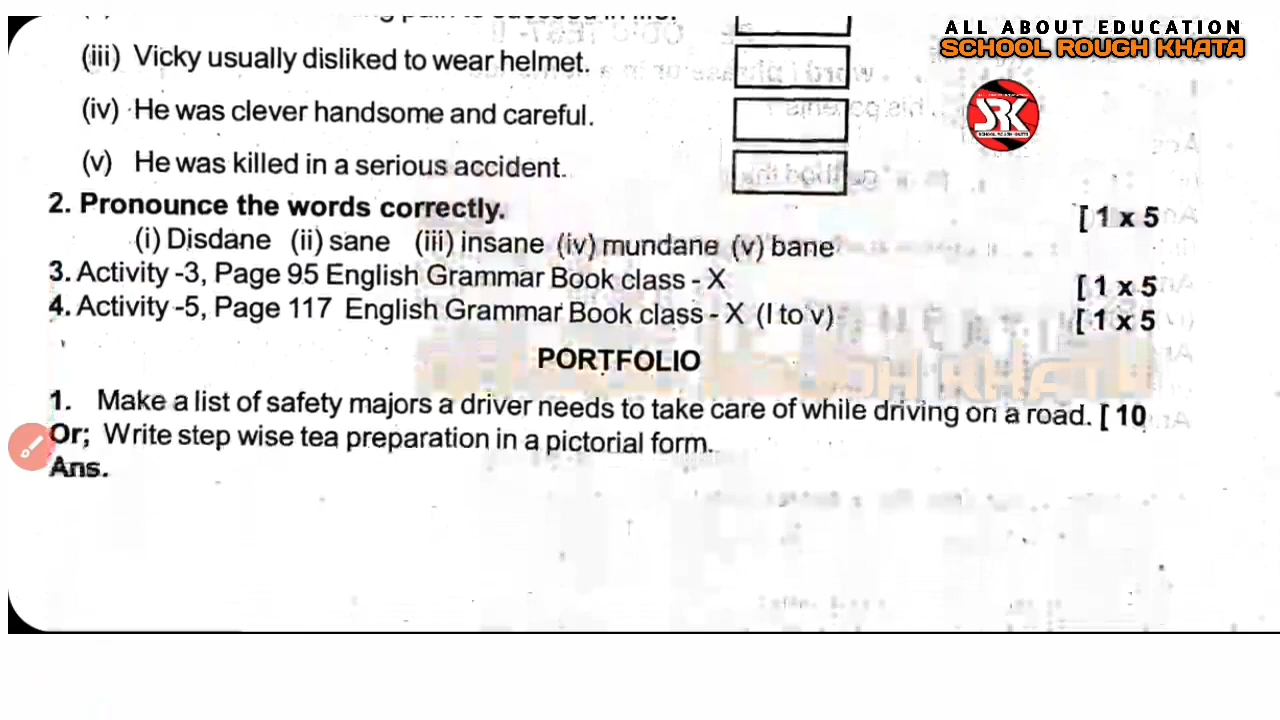 ALL ABOUT EDUCATION
SCHOOL ROUGH KHATA
in life.
(iii) Vicky usually disliked to wear helmet.
(iv) He was clever handsome and careful.
SRK
(v) He was killed in a serious accident.
2. Pronounce the words correctly. [ 1 x 5
(i) Disdane (ii) sane (iii) insane (iv) mundane (v) bane
3. Activity -3, Page 95 English Grammar Book class - X [ 1 x 5
4. Activity -5, Page 117 English Grammar Book class - X (I to v) [ 1 x 5
PORTFOLIO
1. Make a list of safety majors a driver needs to take care of while driving on a road. [ 10
Or; Write step wise tea preparation in a pictorial form.
Ans.